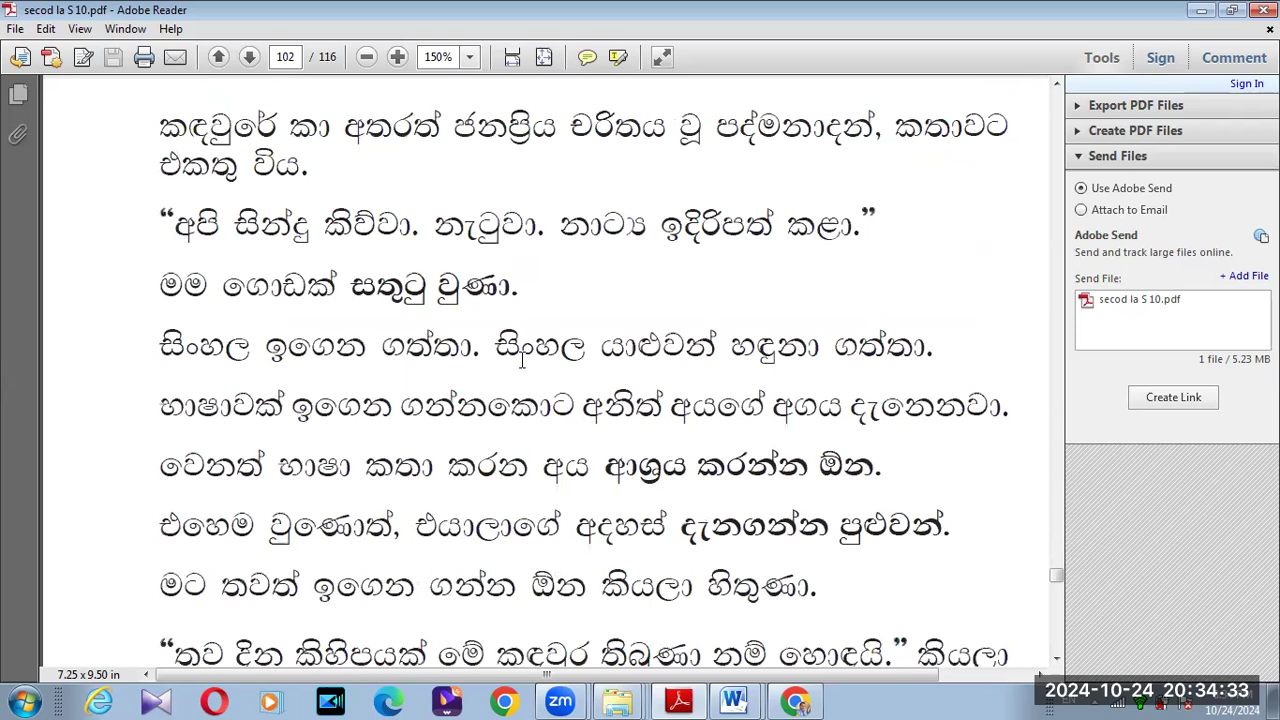 secod la S 10.pdf - Adobe Reader
File Edit View Window Help
102 / 116 150% Tools Sign Comment
Sign In
කඳවුරේ කා අතරත් ජනප්‍රිය චරිතය වූ පද්මනාදන්, කතාවට
එකතු විය.
“අපි සින්දු කිව්වා. නැටුවා. නාට්‍ය ඉදිරිපත් කළා.”
මම ගොඩක් සතුටු වුණා.
සිංහල ඉගෙන ගත්තා. සිංහල යාළුවන් හඳුනා ගත්තා.
භාෂාවක් ඉගෙන ගන්නකොට අනිත් අයගේ අගය දැනෙනවා.
වෙනත් භාෂා කතා කරන අය ආශ්‍රය කරන්න ඕන.
එහෙම වුණොත්, එයාලාගේ අදහස් දැනගන්න පුළුවන්.
මට තවත් ඉගෙන ගන්න ඕන කියලා හිතුණා.
“තව දින කිහිපයක් මේ කඳවුර තිබුණා නම් හොඳයි.” කියලා
Export PDF Files
Create PDF Files
Send Files
Use Adobe Send
Attach to Email
Adobe Send
Send and track large files online.
Send File:
+ Add File
secod la S 10.pdf
1 file / 5.23 MB
Create Link
7.25 x 9.50 in
zm
W
EN
2024-10-24 20:34:33
10/24/2024